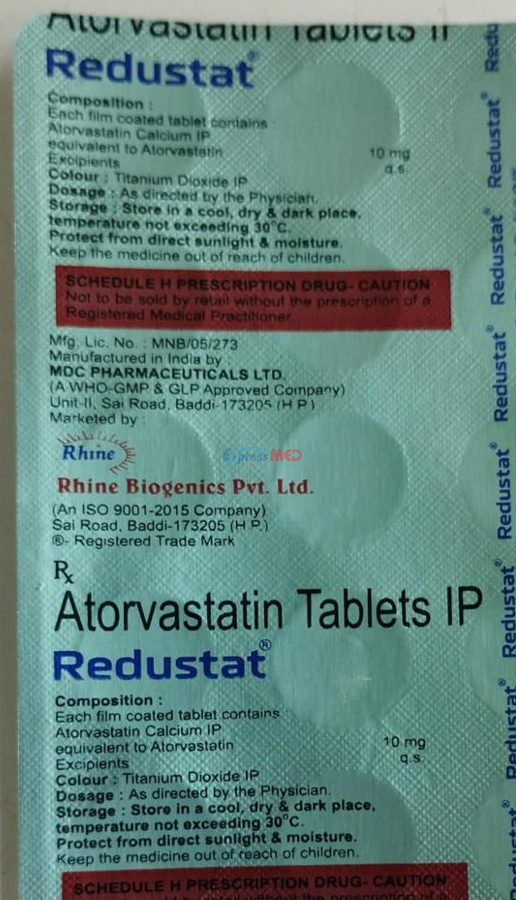 Atorvastatin Tablets IP
Redustat®
Composition :
Each film coated tablet contains :
Atorvastatin Calcium IP
equivalent to Atorvastatin 10 mg
Excipients q.s.
Colour : Titanium Dioxide IP
Dosage : As directed by the Physician.
Storage : Store in a cool, dry & dark place,
temperature not exceeding 30°C.
Protect from direct sunlight & moisture.
Keep the medicine out of reach of children.
SCHEDULE H PRESCRIPTION DRUG- CAUTION
Not to be sold by retail without the prescription of a
Registered Medical Practitioner.
Mfg. Lic. No. : MNB/05/273
Manufactured in India by :
MDC PHARMACEUTICALS LTD.
(A WHO-GMP & GLP Approved Company)
Unit-II, Sai Road, Baddi-173205 (H.P.)
Marketed by :
Rhine
ExpressMED
Rhine Biogenics Pvt. Ltd.
(An ISO 9001-2015 Company)
Sai Road, Baddi-173205 (H.P.)
®- Registered Trade Mark
Rx
Atorvastatin Tablets IP
Redustat®
Composition :
Each film coated tablet contains :
Atorvastatin Calcium IP
equivalent to Atorvastatin 10 mg
Excipients q.s.
Colour : Titanium Dioxide IP
Dosage : As directed by the Physician.
Storage : Store in a cool, dry & dark place,
temperature not exceeding 30°C.
Protect from direct sunlight & moisture.
Keep the medicine out of reach of children.
SCHEDULE H PRESCRIPTION DRUG- CAUTION
Redustat® Redustat® Redustat® Redustat® Redustat® Redustat® Redu